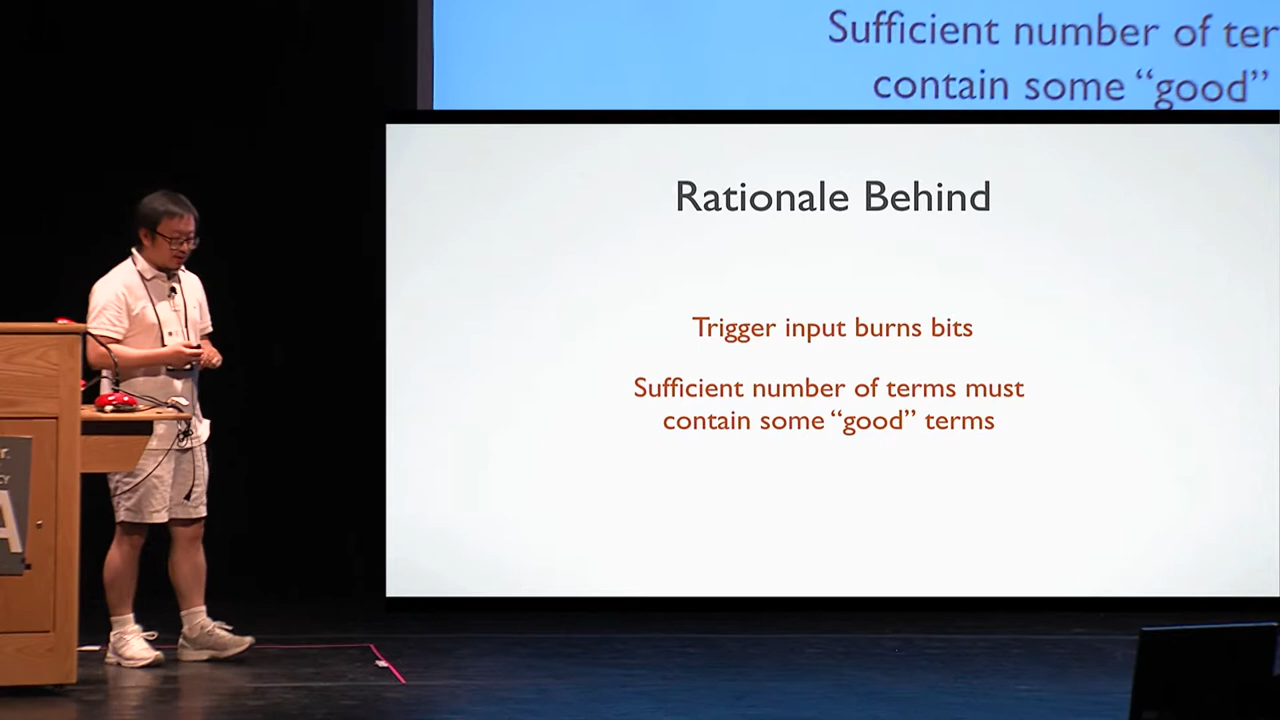 Sufficient number of ter
contain some “good”
Rationale Behind
Trigger input burns bits
Sufficient number of terms must
contain some “good” terms
r.
CY
A